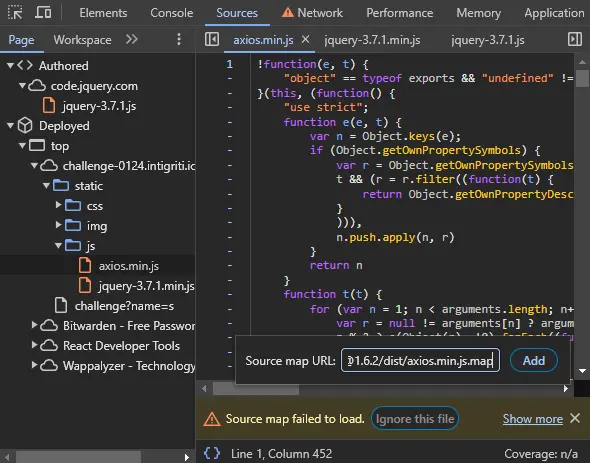 Elements Console Sources Network Performance Memory Application
Page Workspace >> axios.min.js × jquery-3.7.1.min.js jquery-3.7.1.js
Authored
code.jquery.com
jquery-3.7.1.js
Deployed
top
challenge-0124.intigriti.ic
static
css
img
js
axios.min.js
jquery-3.7.1.min.js
challenge?name=s
Bitwarden - Free Passwor
React Developer Tools
Wappalyzer - Technology
1 !function(e, t) {
- "object" == typeof exports && "undefined" !=
- }(this, (function() {
- "use strict";
- function e(e, t) {
- var n = Object.keys(e);
- if (Object.getOwnPropertySymbols) {
- var r = Object.getOwnPropertySymbols
- t && (r = r.filter((function(t) {
- return Object.getOwnPropertyDesc
- }
- ))),
- n.push.apply(n, r)
- }
- return n
- }
- function t(t) {
- for (var n = 1; n < arguments.length; n+
- var r = null != arguments[n] ? argum
Source map URL: @1.6.2/dist/axios.min.js.map Add
Source map failed to load. Ignore this file Show more ×
{ } Line 1, Column 452 Coverage: n/a